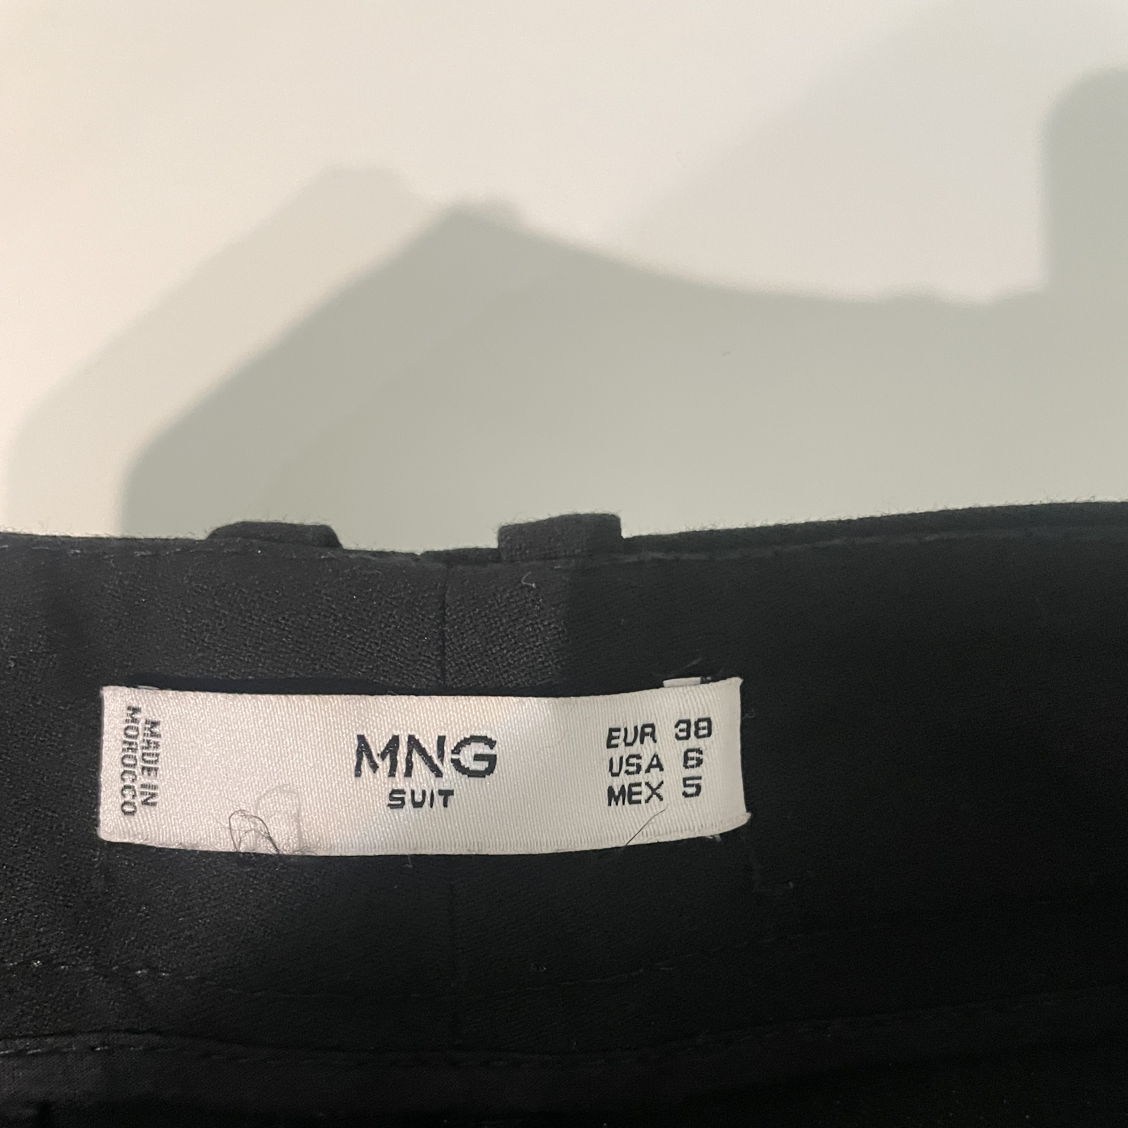 MADE IN
MOROCCO
MNG
SUIT
EUR 38
USA 6
MEX 5